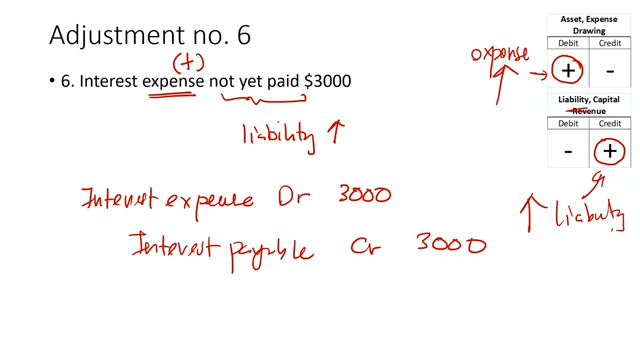 Adjustment no. 6
(+)
• 6. Interest expense not yet paid $3000
liability ↑
Interest expense Dr 3000
Interest payable Cr 3000
expense
Asset, Expense
Drawing
Debit Credit
+ -
Liability, Capital
Revenue
Debit Credit
- +
↑ liability